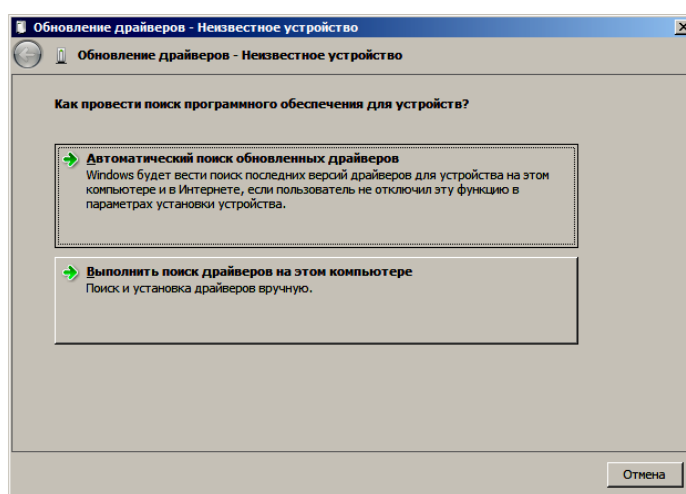 Обновление драйверов - Неизвестное устройство
Обновление драйверов - Неизвестное устройство
Как провести поиск программного обеспечения для устройств?
Автоматический поиск обновленных драйверов
Windows будет вести поиск последних версий драйверов для устройства на этом
компьютере и в Интернете, если пользователь не отключил эту функцию в
параметрах установки устройства.
Выполнить поиск драйверов на этом компьютере
Поиск и установка драйверов вручную.
Отмена